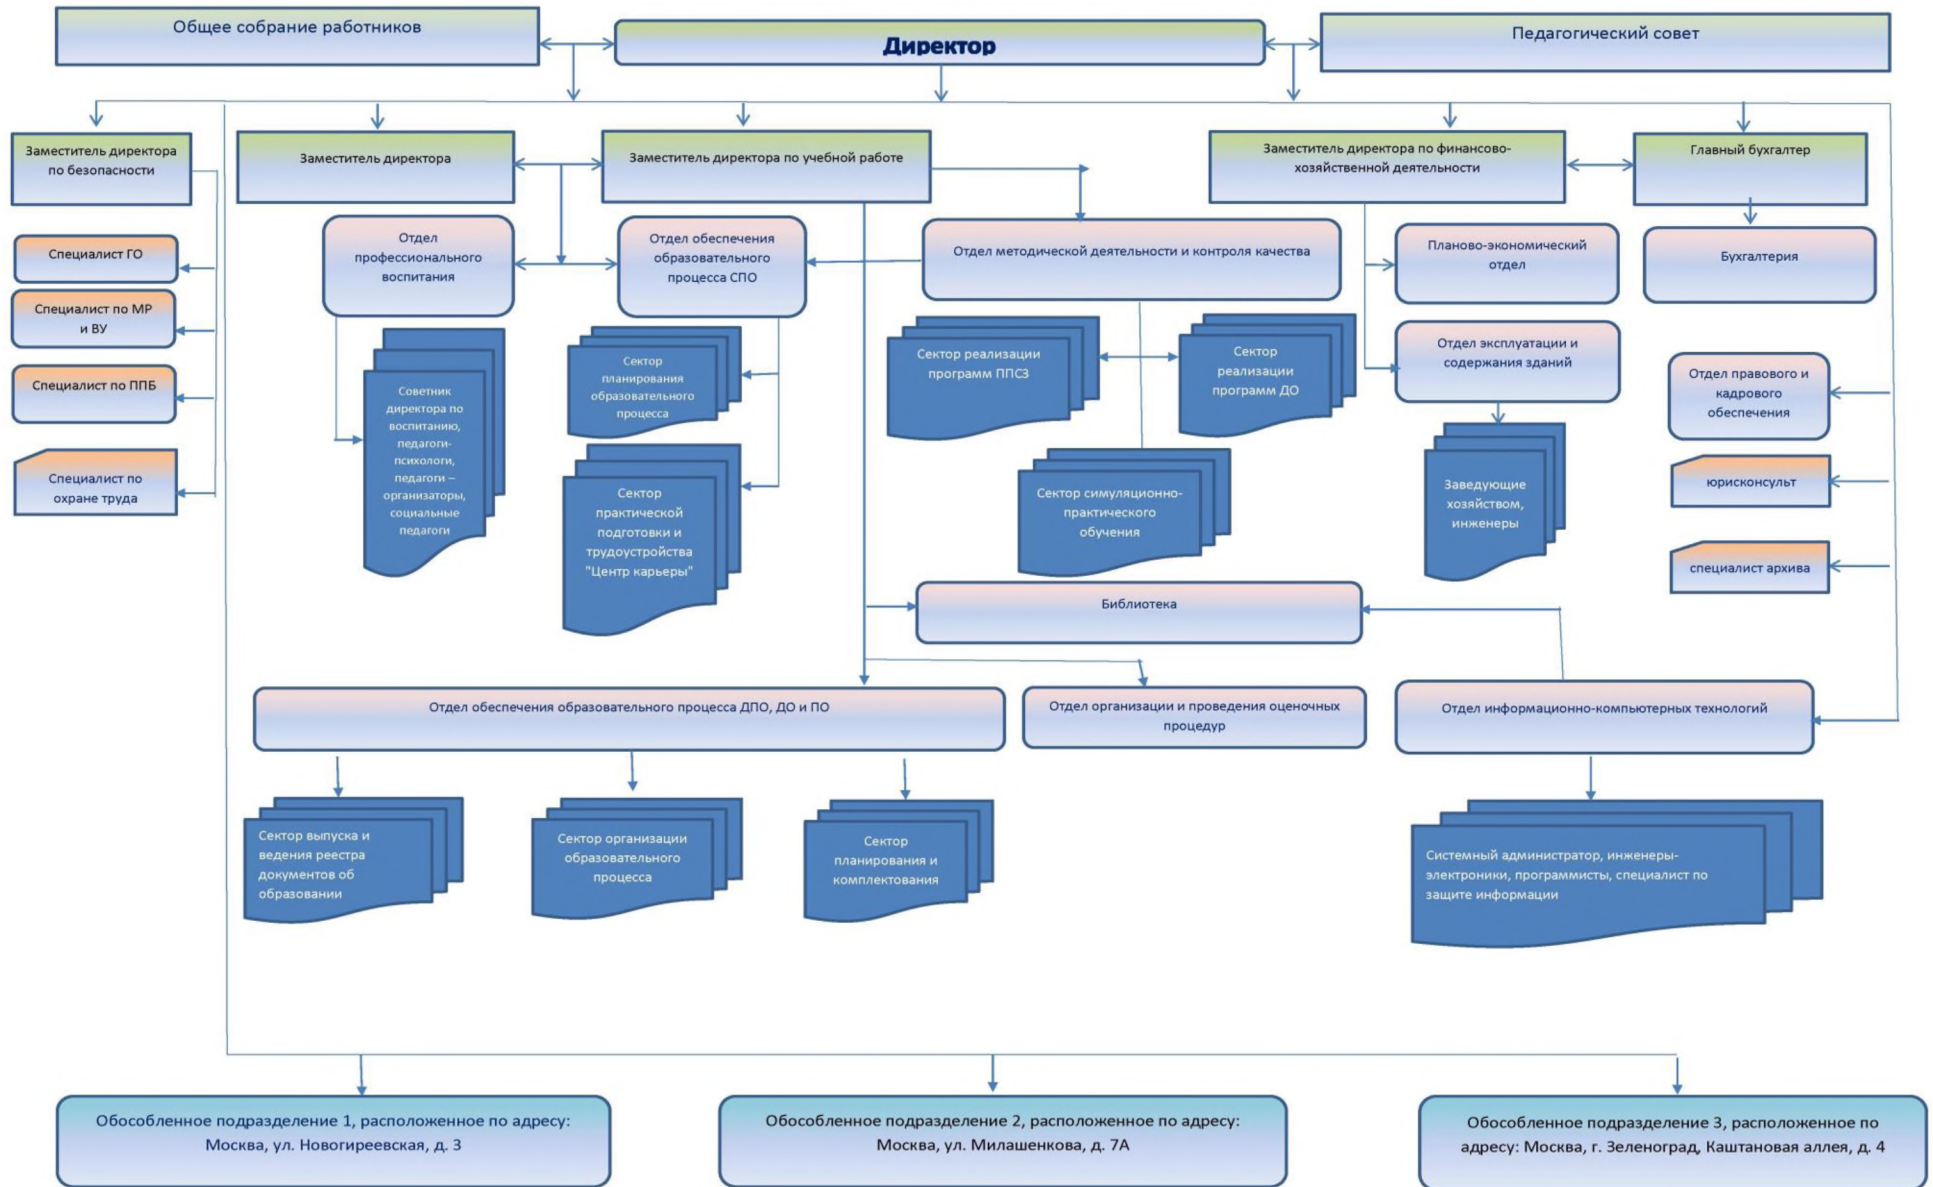 Общее собрание работников
Директор
Педагогический совет
Заместитель директора
по безопасности
Заместитель директора
Заместитель директора по учебной работе
Заместитель директора по финансово-
хозяйственной деятельности
Главный бухгалтер
Специалист ГО
Специалист по МР
и ВУ
Специалист по ППБ
Специалист по
охране труда
Отдел
профессионального
воспитания
Отдел обеспечения
образовательного
процесса СПО
Отдел методической деятельности и контроля качества
Планово-экономический
отдел
Бухгалтерия
Советник
директора по
воспитанию,
педагоги-
психологи,
педагоги –
организаторы,
социальные
педагоги
Сектор
планирования
образовательного
процесса
Сектор
практической
подготовки и
трудоустройства
"Центр карьеры"
Сектор реализации
программ ППСЗ
Сектор
реализации
программ ДО
Сектор симуляционно-
практического
обучения
Отдел эксплуатации и
содержания зданий
Заведующие
хозяйством,
инженеры
Отдел правового и
кадрового
обеспечения
юрисконсульт
специалист архива
Библиотека
Отдел обеспечения образовательного процесса ДПО, ДО и ПО
Отдел организации и проведения оценочных
процедур
Отдел информационно-компьютерных технологий
Сектор выпуска и
ведения реестра
документов об
образовании
Сектор организации
образовательного
процесса
Сектор
планирования и
комплектования
Системный администратор, инженеры-
электроники, программисты, специалист по
защите информации
Обособленное подразделение 1, расположенное по адресу:
Москва, ул. Новогиреевская, д. 3
Обособленное подразделение 2, расположенное по адресу:
Москва, ул. Милашенкова, д. 7А
Обособленное подразделение 3, расположенное по
адресу: Москва, г. Зеленоград, Каштановая аллея, д. 4